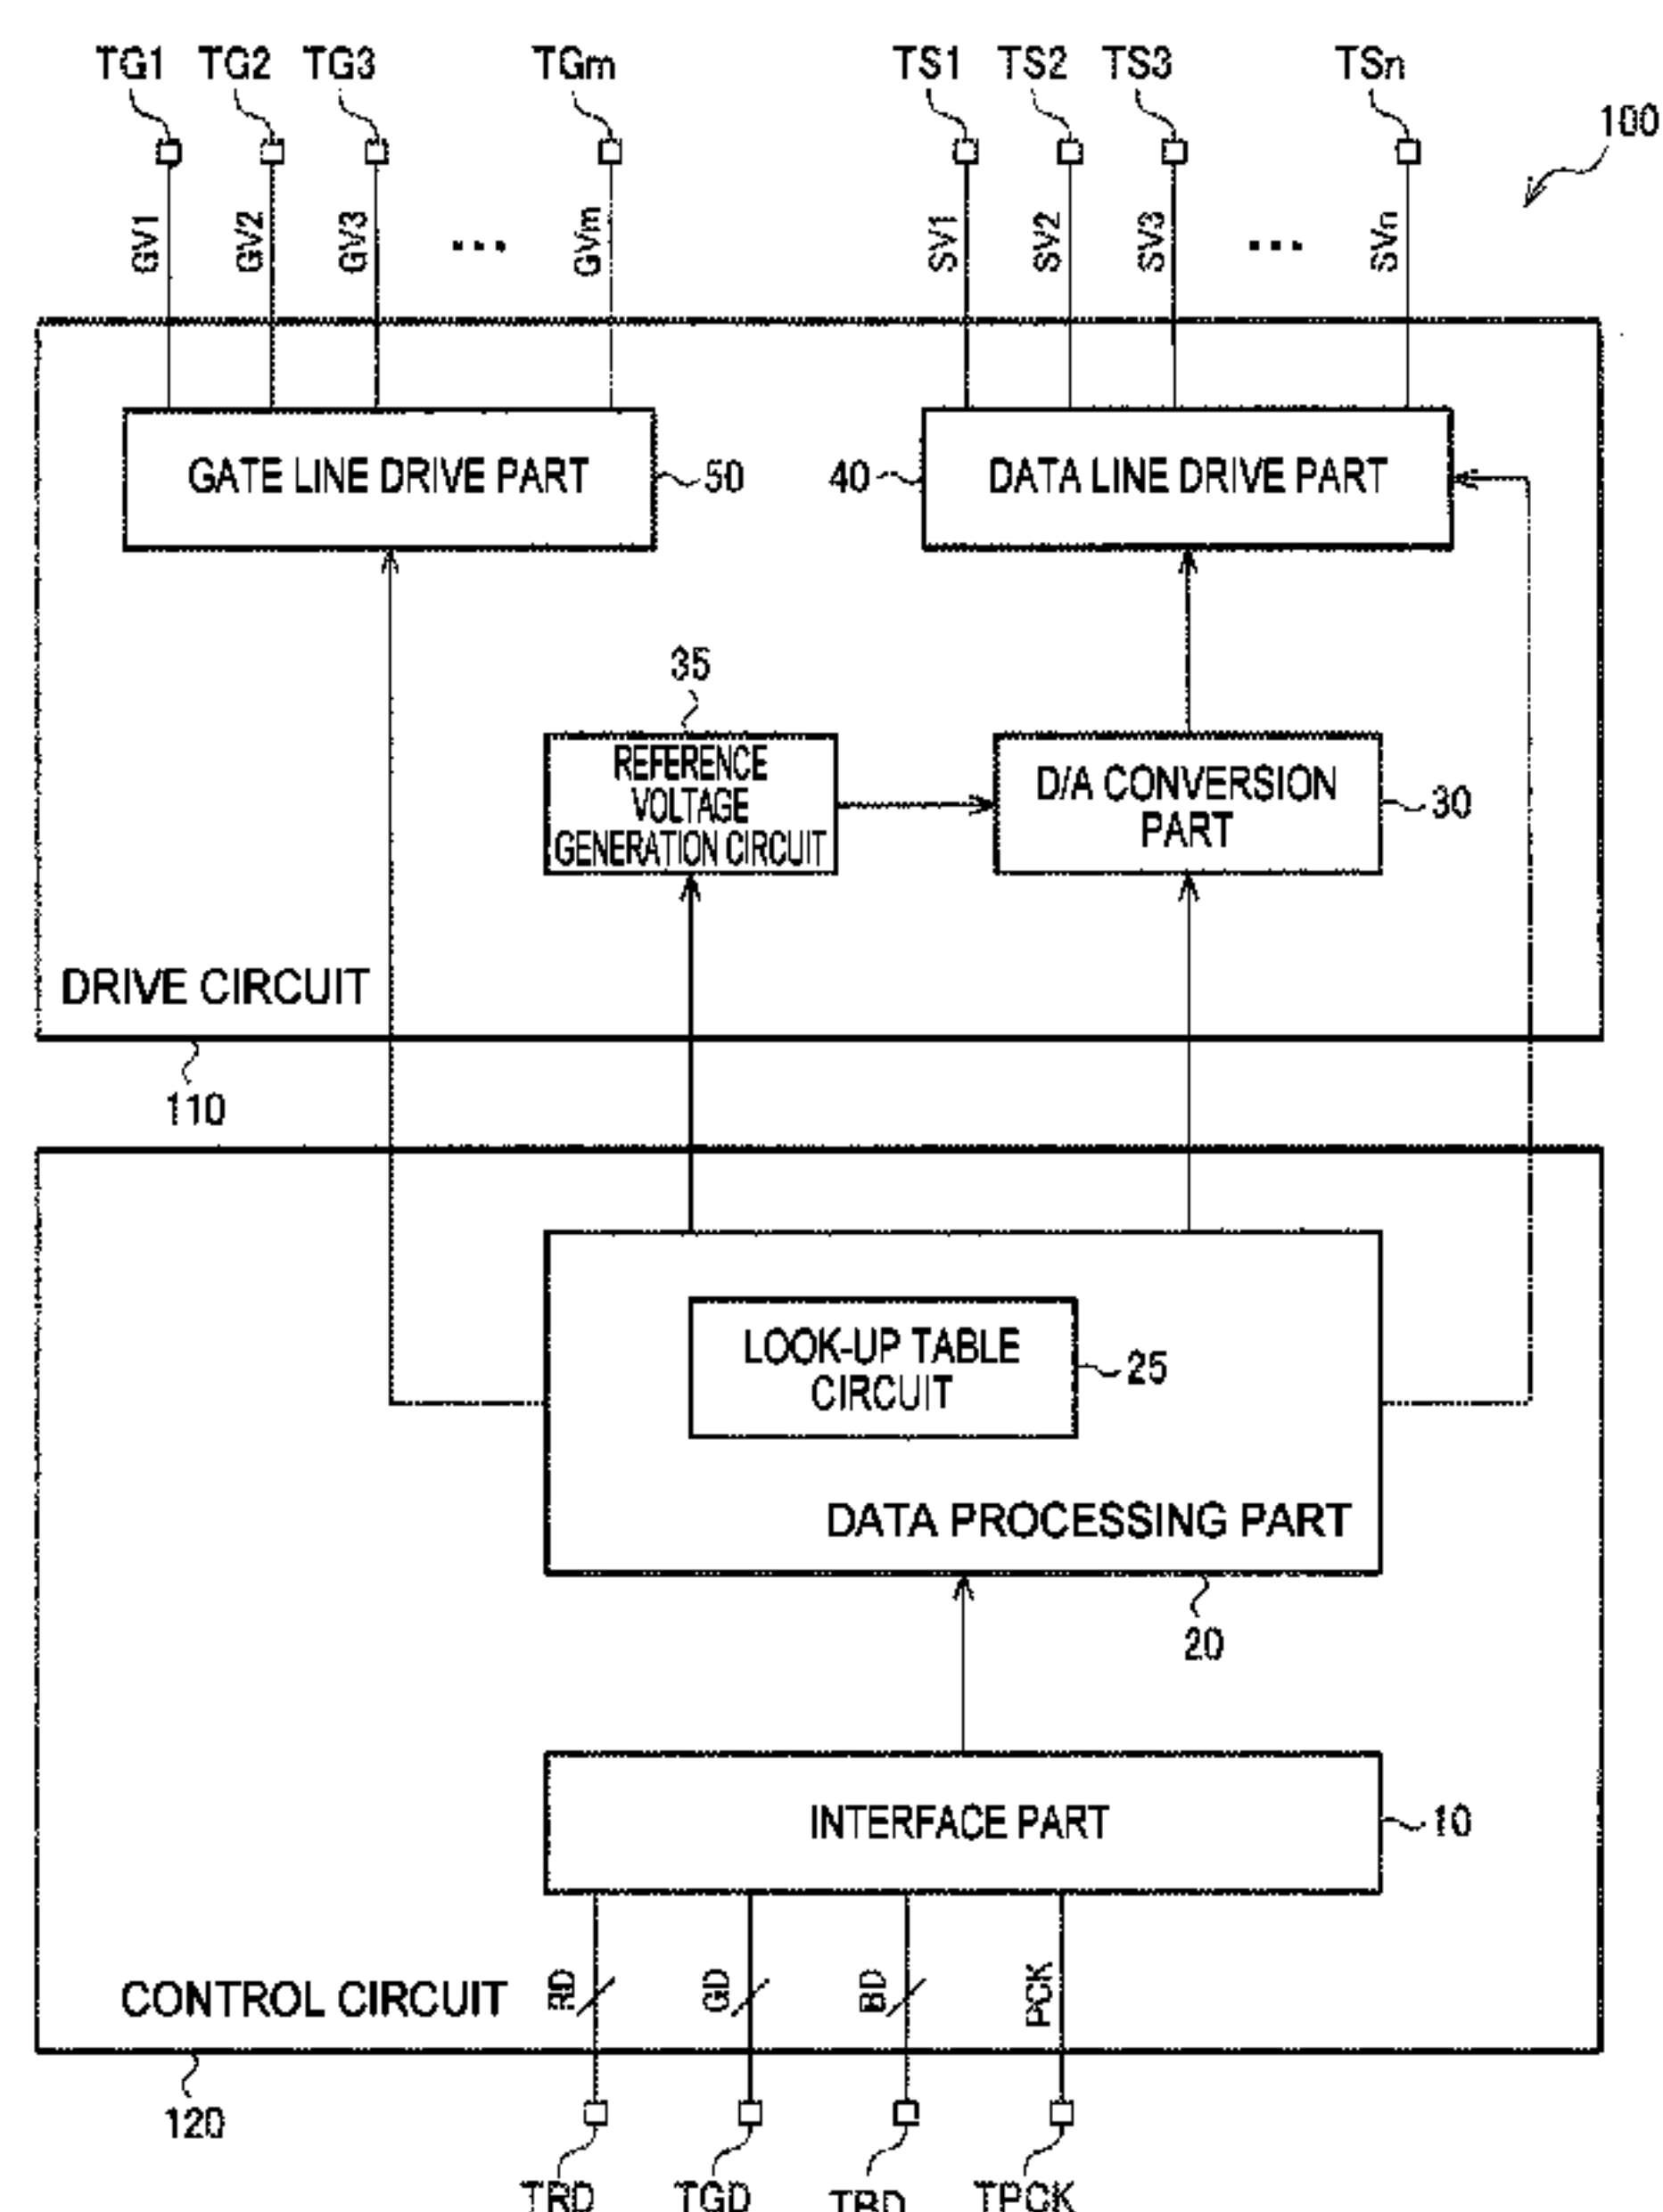 TG1 TG2 TG3 TGm TS1 TS2 TS3 TSn
100
GV1 GV2 GV3 ... GVm SV1 SV2 SV3 ... SVn
GATE LINE DRIVE PART 50 40 DATA LINE DRIVE PART
35
REFERENCE
VOLTAGE
GENERATION CIRCUIT
D/A CONVERSION
PART
30
DRIVE CIRCUIT
110
LOOK-UP TABLE
CIRCUIT
25
DATA PROCESSING PART
20
INTERFACE PART 10
RD GD BD PCK
CONTROL CIRCUIT
120
TRD TGD TBD TPCK